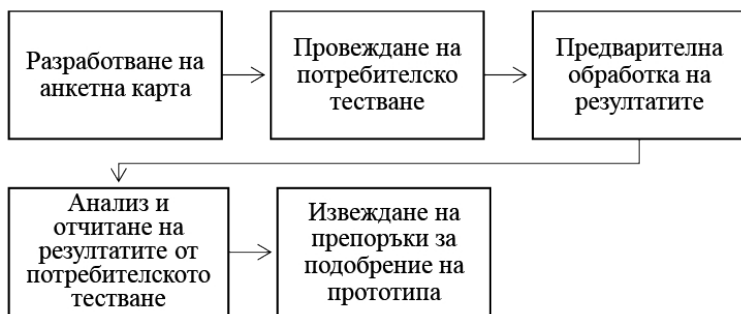 Разработване на
анкетна карта
Провеждане на
потребителско
тестване
Предварителна
обработка на
резултатите
Анализ и
отчитане на
резултатите от
потребителското
тестване
Извеждане на
препоръки за
подобрение на
прототипа